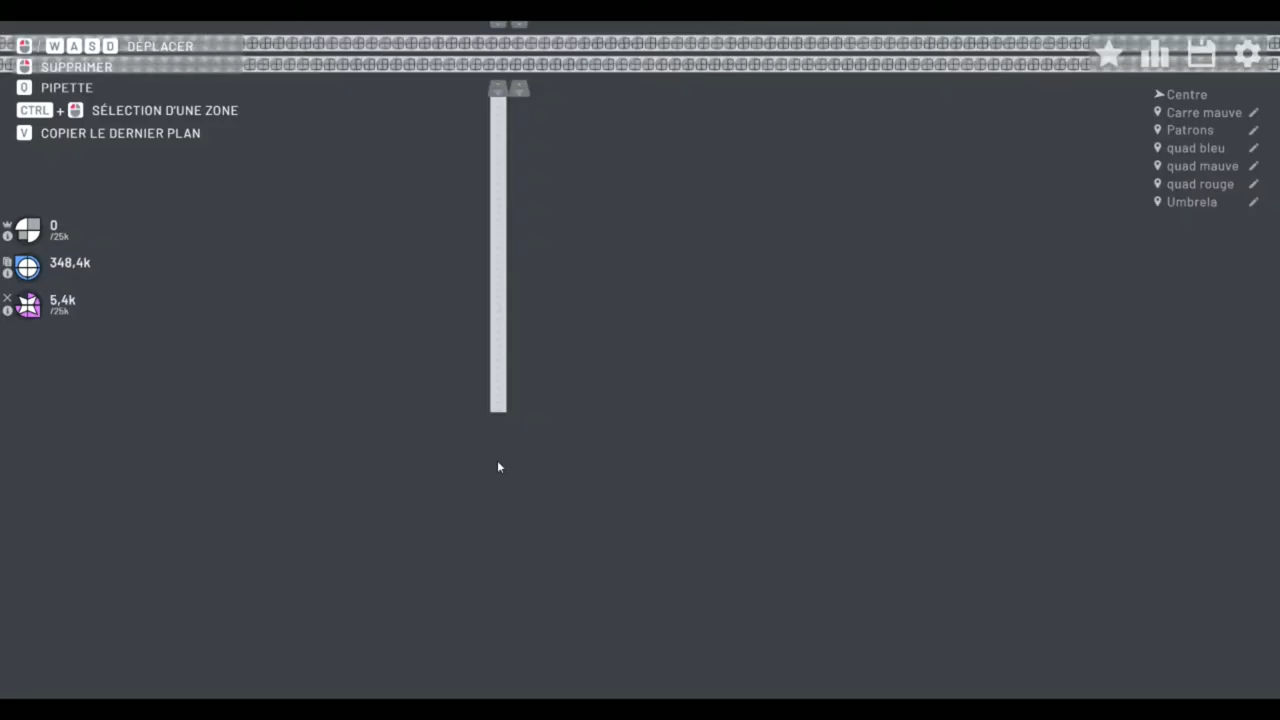 / W A S D DÉPLACER
SUPPRIMER
Q PIPETTE
CTRL + SÉLECTION D'UNE ZONE
V COPIER LE DERNIER PLAN
0
/25k
348,4k
5,4k
/25k
Centre
Carre mauve
Patrons
quad bleu
quad mauve
quad rouge
Umbrela